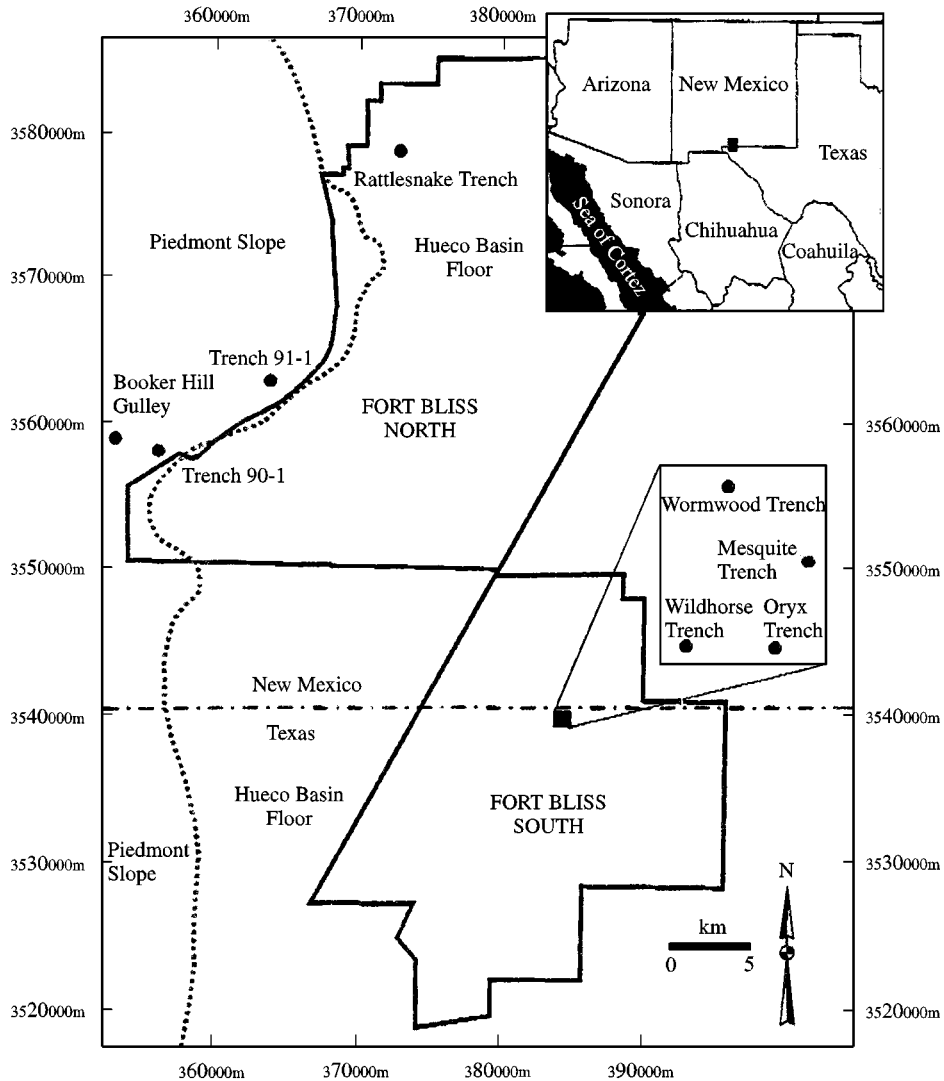 360000m
370000m
380000m
Arizona
New Mexico
Texas
Sonora
Chihuahua
Coahuila
Sea of Cortez
3580000m
Rattlesnake Trench
Piedmont Slope
Hueco Basin
Floor
3570000m
Trench 91-1
Booker Hill
Gulley
FORT BLISS
NORTH
3560000m
3560000m
Trench 90-1
Wormwood Trench
Mesquite
Trench
Wildhorse
Trench
Oryx
Trench
3550000m
3550000m
New Mexico
3540000m
3540000m
Texas
Hueco Basin
Floor
FORT BLISS
SOUTH
Piedmont
Slope
3530000m
3530000m
N
km
0
5
3520000m
3520000m
360000m
370000m
380000m
390000m